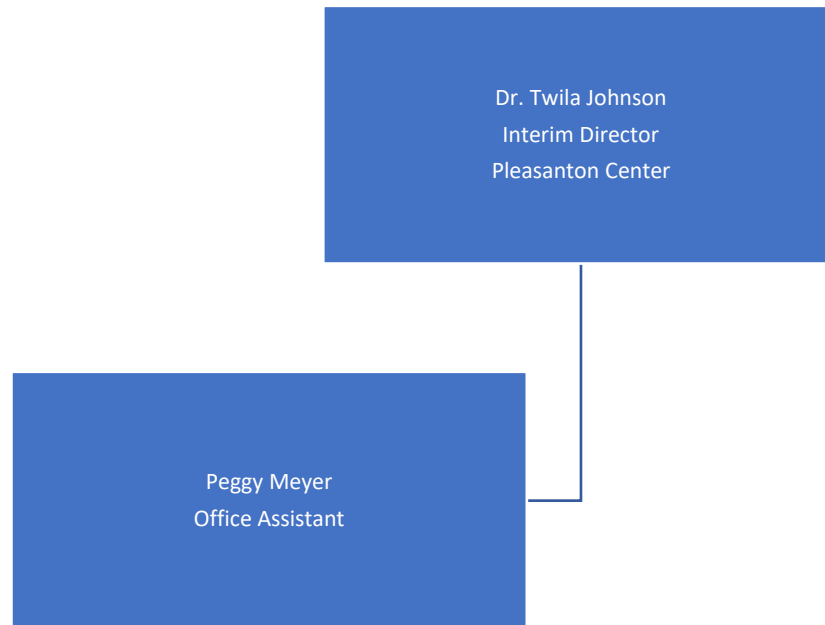 Dr. Twila Johnson
Interim Director
Pleasanton Center
Peggy Meyer
Office Assistant